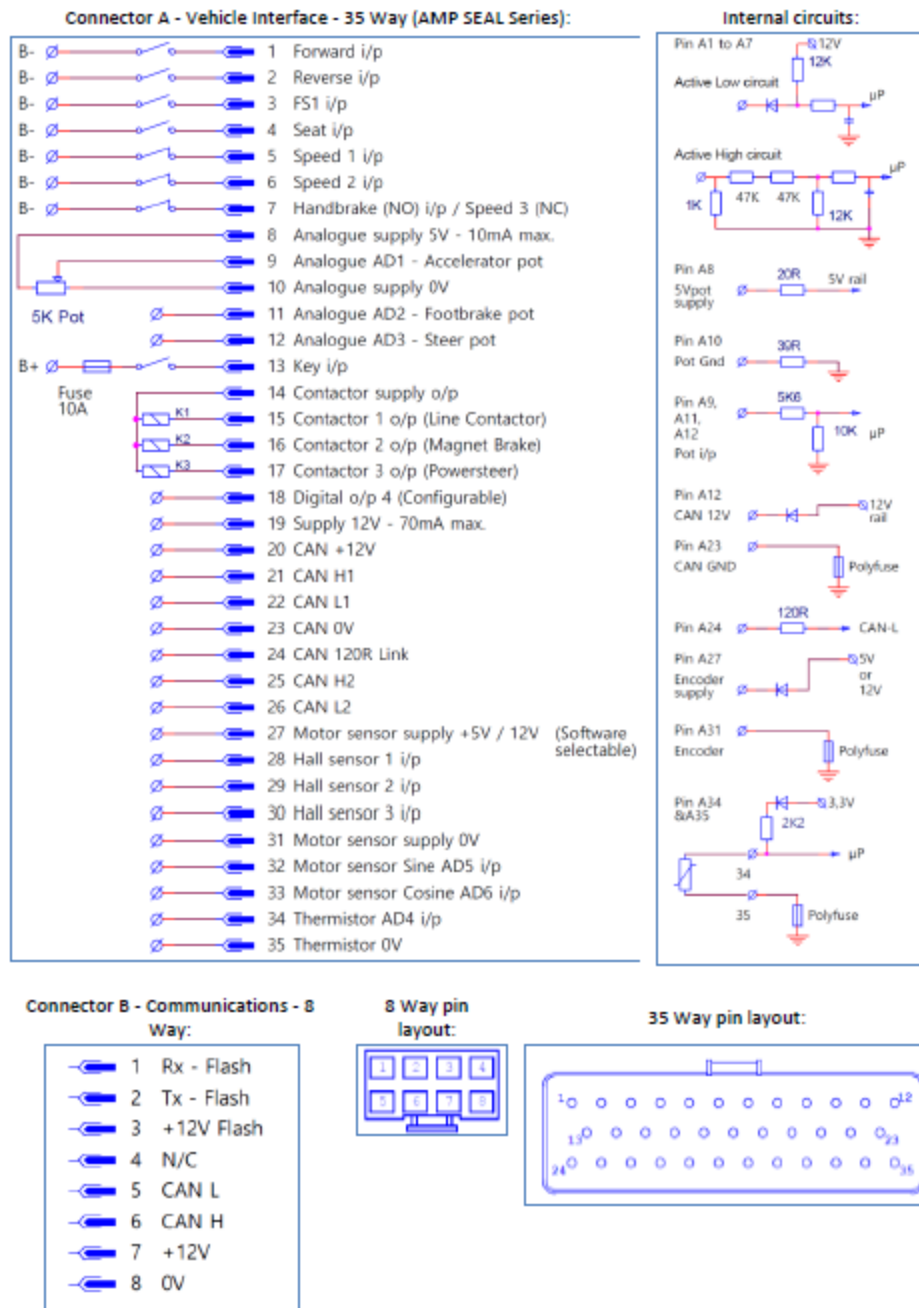 Connector A - Vehicle Interface - 35 Way (AMP SEAL Series):
B- 1 Forward i/p
B- 2 Reverse i/p
B- 3 FS1 i/p
B- 4 Seat i/p
B- 5 Speed 1 i/p
B- 6 Speed 2 i/p
B- 7 Handbrake (NO) i/p / Speed 3 (NC)
8 Analogue supply 5V - 10mA max.
9 Analogue AD1 - Accelerator pot
10 Analogue supply 0V
5K Pot
11 Analogue AD2 - Footbrake pot
12 Analogue AD3 - Steer pot
B+ 13 Key i/p
Fuse
10A
14 Contactor supply o/p
K1 15 Contactor 1 o/p (Line Contactor)
K2 16 Contactor 2 o/p (Magnet Brake)
K3 17 Contactor 3 o/p (Powersteer)
18 Digital o/p 4 (Configurable)
19 Supply 12V - 70mA max.
20 CAN +12V
21 CAN H1
22 CAN L1
23 CAN 0V
24 CAN 120R Link
25 CAN H2
26 CAN L2
27 Motor sensor supply +5V / 12V (Software
selectable)
28 Hall sensor 1 i/p
29 Hall sensor 2 i/p
30 Hall sensor 3 i/p
31 Motor sensor supply 0V
32 Motor sensor Sine AD5 i/p
33 Motor sensor Cosine AD6 i/p
34 Thermistor AD4 i/p
35 Thermistor 0V
Internal circuits:
Pin A1 to A7 12V
12K
Active Low circuit
µP
Active High circuit
µP
1K 47K 47K 12K
Pin A8
5Vpot
supply
20R 5V rail
Pin A10
Pot Gnd
39R
Pin A9,
A11,
A12
Pot i/p
5K6
10K µP
Pin A12
CAN 12V
12V
rail
Pin A23
CAN GND
Polyfuse
120R
Pin A24 CAN-L
Pin A27
Encoder
supply
5V
or
12V
Pin A31
Encoder
Polyfuse
Pin A34
&A35
3,3V
2K2
µP
34
35 Polyfuse
Connector B - Communications - 8
Way:
1 Rx - Flash
2 Tx - Flash
3 +12V Flash
4 N/C
5 CAN L
6 CAN H
7 +12V
8 0V
8 Way pin
layout:
1 2 3 4
5 6 7 8
35 Way pin layout:
1 12
13 23
24 35